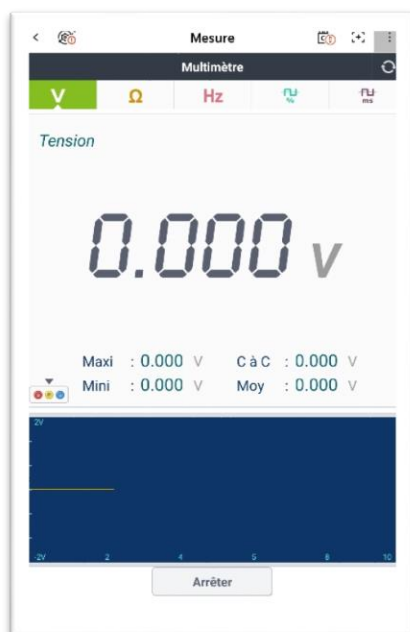 Mesure
Multimètre
V Ω Hz % ms
Tension
0.000 V
Maxi : 0.000 V C à C : 0.000 V
Mini : 0.000 V Moy : 0.000 V
2V
-2V 2 4 5 8 10
Arrêter